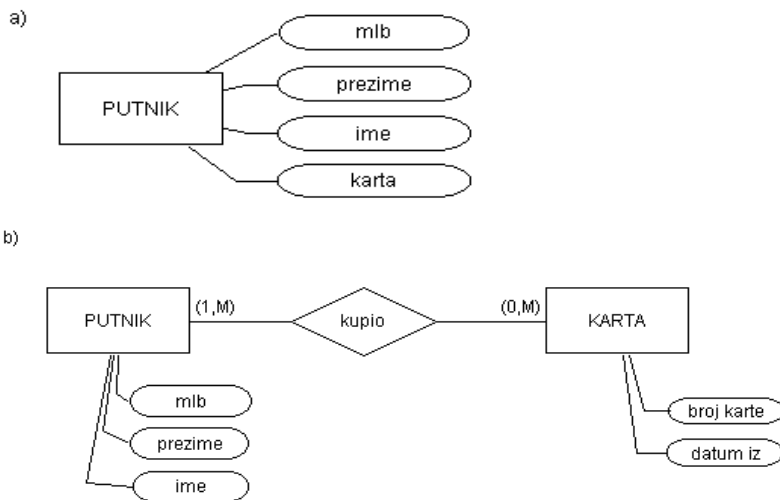 a)
mlb
prezime
PUTNIK
ime
karta
b)
(1,M)
(0,M)
PUTNIK
kupio
KARTA
mlb
broj karte
prezime
datum iz
ime